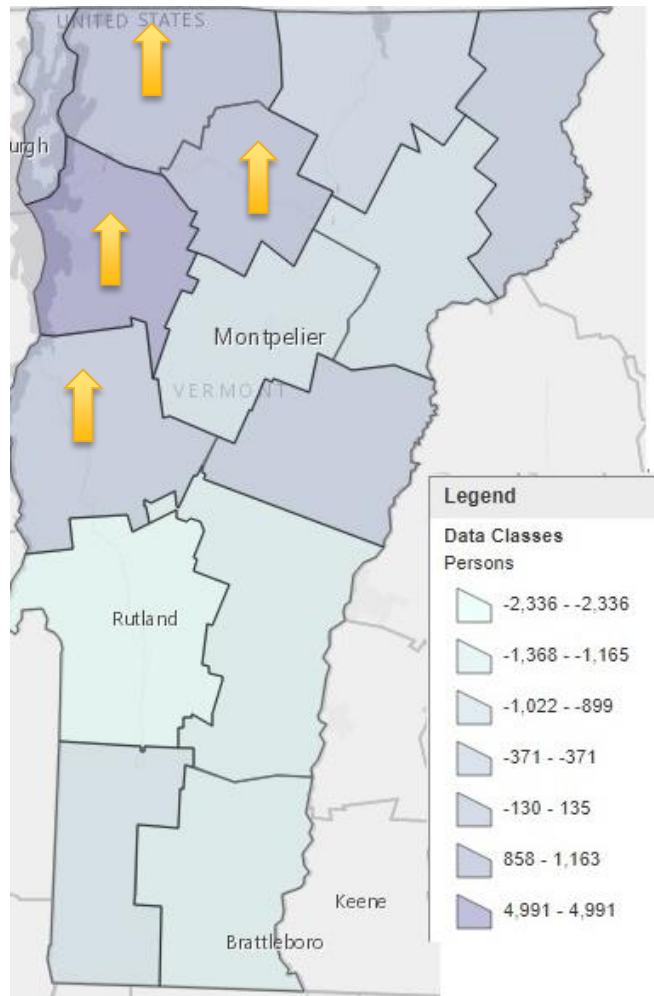 UNITED STATES
urgh
Montpelier
VERMONT
Rutland
Keene
Brattleboro
Legend
Data Classes
Persons
-2,336 - -2,336
-1,368 - -1,165
-1,022 - -899
-371 - -371
-130 - 135
858 - 1,163
4,991 - 4,991